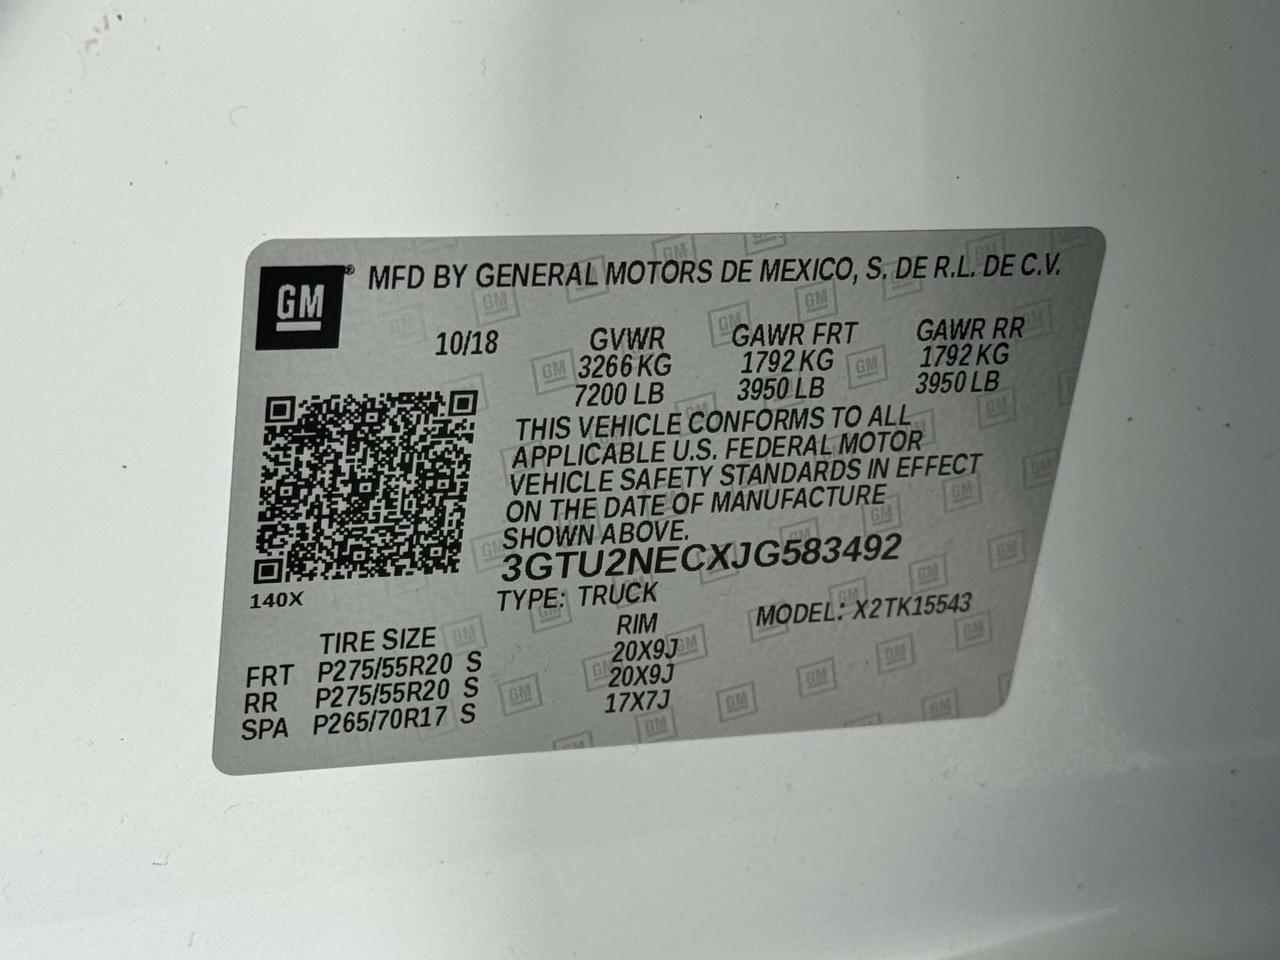 GM® MFD BY GENERAL MOTORS DE MEXICO, S. DE R.L. DE C.V.
10/18 GVWR GAWR FRT GAWR RR
3266 KG 1792 KG 1792 KG
7200 LB 3950 LB 3950 LB
THIS VEHICLE CONFORMS TO ALL
APPLICABLE U.S. FEDERAL MOTOR
VEHICLE SAFETY STANDARDS IN EFFECT
ON THE DATE OF MANUFACTURE
SHOWN ABOVE.
3GTU2NECXJG583492
140X
TYPE: TRUCK MODEL: X2TK15543
TIRE SIZE RIM
FRT P275/55R20 S 20X9J
RR P275/55R20 S 20X9J
SPA P265/70R17 S 17X7J